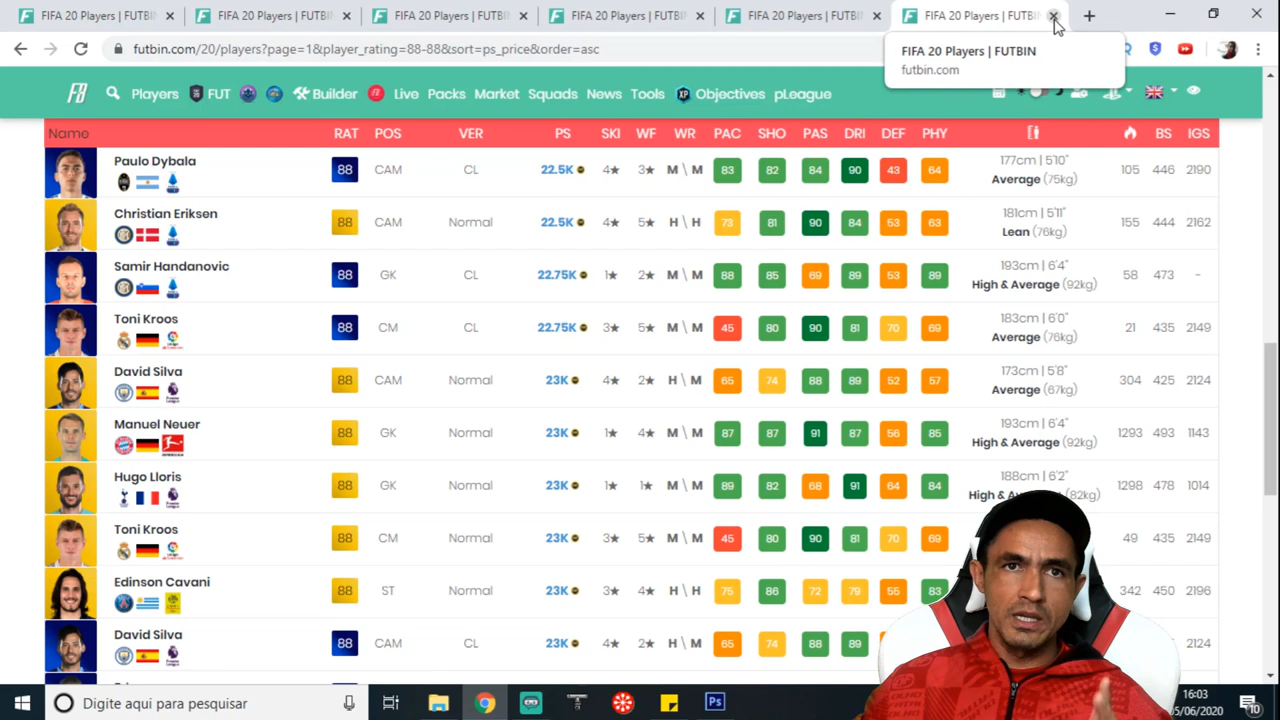 FIFA 20 Players | FUTBIN FIFA 20 Players | FUTBIN FIFA 20 Players | FUTBIN FIFA 20 Players | FUTBIN FIFA 20 Players | FUTBIN FIFA 20 Players | FUTBIN
futbin.com/20/players?page=1&player_rating=88-88&sort=ps_price&order=asc
FIFA 20 Players | FUTBIN
futbin.com
F8 Players FUT Builder Live Packs Market Squads News Tools XP Objectives pLeague
Name RAT POS VER PS SKI WF WR PAC SHO PAS DRI DEF PHY BS IGS
Paulo Dybala 88 CAM CL 22.5K 4★ 3★ M \ M 83 82 84 90 43 64 177cm | 5'10" 105 446 2190
Average (75kg)
Christian Eriksen 88 CAM Normal 22.5K 4★ 5★ H \ H 73 81 90 84 53 63 181cm | 5'11" 155 444 2162
Lean (76kg)
Samir Handanovic 88 GK CL 22.75K 1★ 2★ M \ M 88 85 69 89 53 89 193cm | 6'4" 58 473 -
High & Average (92kg)
Toni Kroos 88 CM CL 22.75K 3★ 5★ M \ M 45 80 90 81 70 69 183cm | 6'0" 21 435 2149
Average (76kg)
David Silva 88 CAM Normal 23K 4★ 2★ H \ M 65 74 88 89 52 57 173cm | 5'8" 304 425 2124
Average (67kg)
Manuel Neuer 88 GK Normal 23K 1★ 4★ M \ M 87 87 91 87 56 85 193cm | 6'4" 1293 493 1143
High & Average (92kg)
Hugo Lloris 88 GK Normal 23K 1★ 1★ M \ M 89 82 68 91 64 84 188cm | 6'2" 1298 478 1014
High & (82kg)
Toni Kroos 88 CM Normal 23K 3★ 5★ M \ M 45 80 90 81 70 69 49 435 2149
Edinson Cavani 88 ST Normal 23K 3★ 4★ H \ H 75 86 72 79 55 83 342 450 2196
David Silva 88 CAM CL 23K 4★ 2★ H \ M 65 74 88 89 2124
Digite aqui para pesquisar Ps 16:03
05/06/2020 10